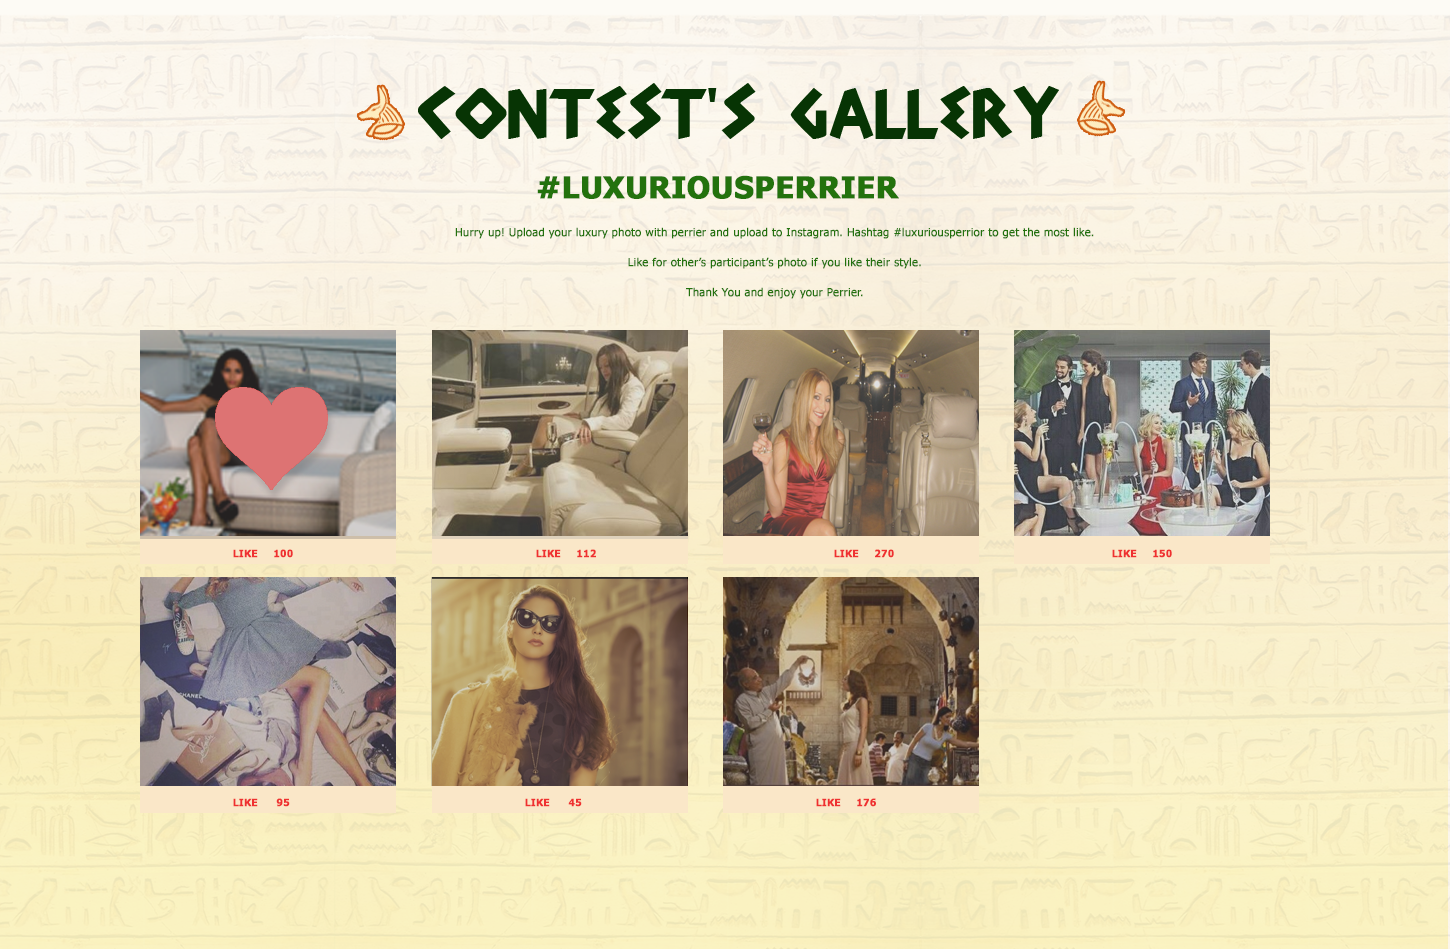 CONTEST'S GALLERY
#LUXURIOUSPERRIER
Hurry up! Upload your luxury photo with perrier and upload to Instagram. Hashtag #luxuriousperrior to get the most like.
Like for other's participant's photo if you like their style.
Thank You and enjoy your Perrier.
LIKE 100
LIKE 112
LIKE 270
LIKE 150
CHANEL
LIKE 95
LIKE 45
LIKE 176